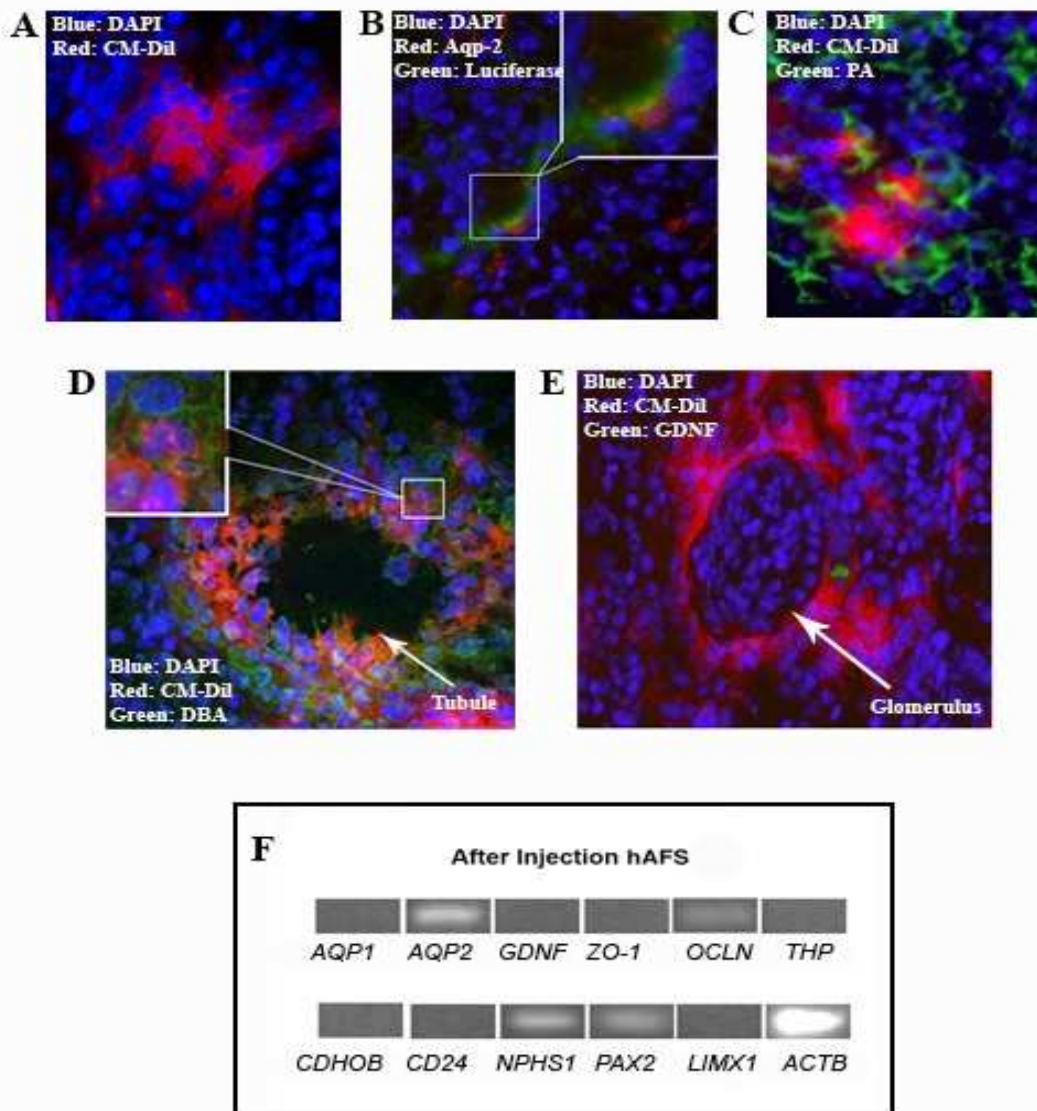 A
Blue: DAPI
Red: CM-Dil
B
Blue: DAPI
Red: Aqp-2
Green: Luciferase
C
Blue: DAPI
Red: CM-Dil
Green: PA
D
Blue: DAPI
Red: CM-Dil
Green: DBA
Tubule
E
Blue: DAPI
Red: CM-Dil
Green: GDNF
Glomerulus
F
After Injection hAFS
AQP1 AQP2 GDNF ZO-1 OCLN THP
CDHOB CD24 NPHS1 PAX2 LIMX1 ACTB